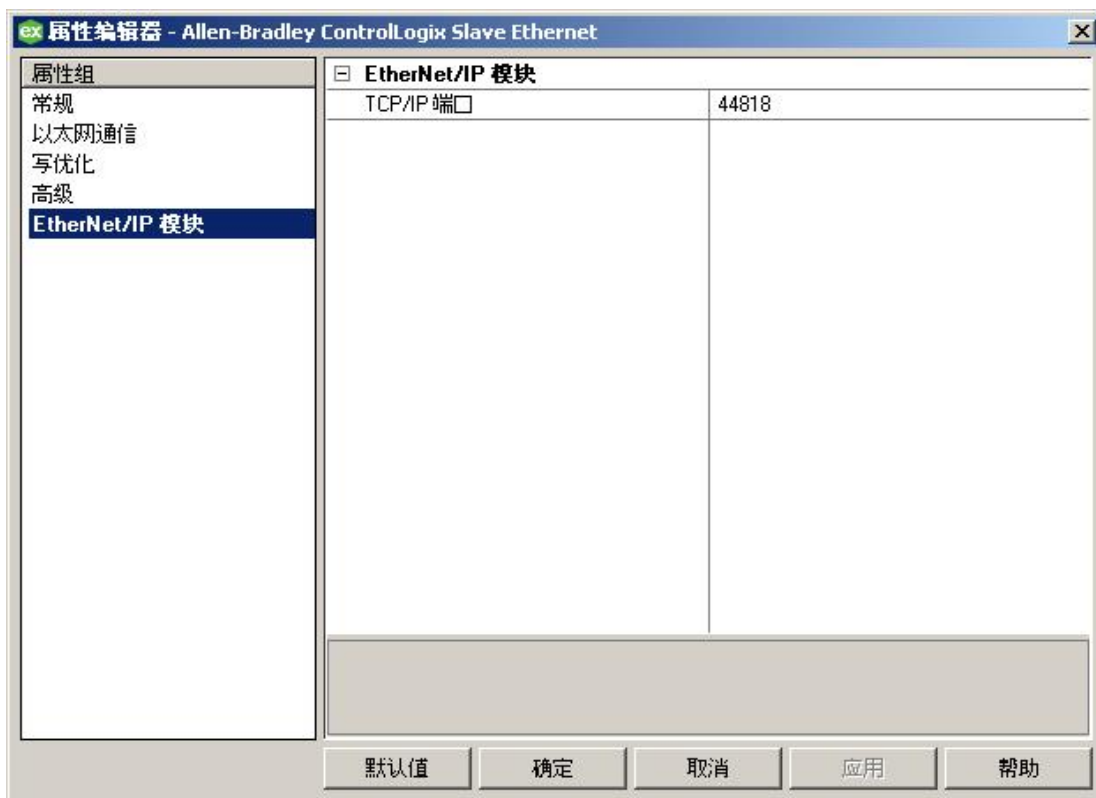 ex 属性编辑器 - Allen-Bradley ControlLogix Slave Ethernet
属性组
常规
以太网通信
写优化
高级
EtherNet/IP 模块
EtherNet/IP 模块
TCP/IP 端口 44818
默认值 确定 取消 应用 帮助